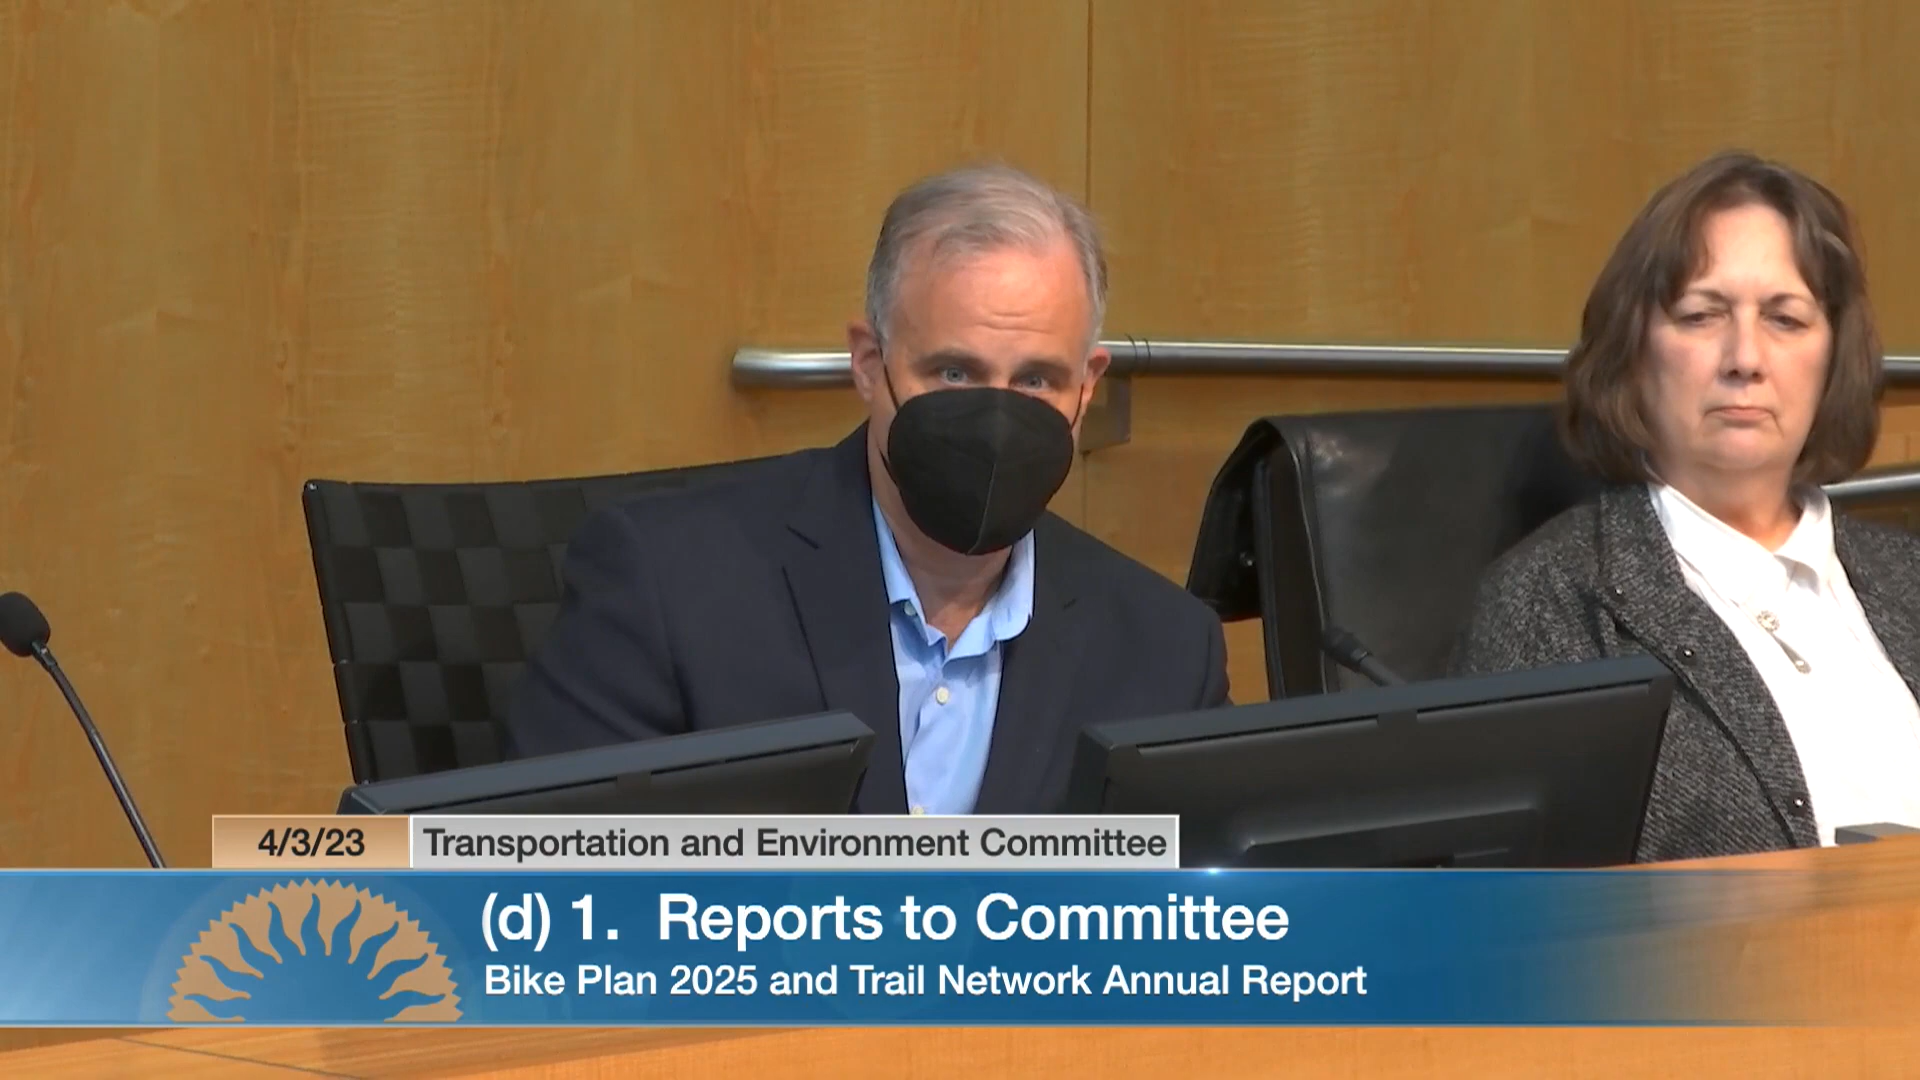 4/3/23
Transportation and Environment Committee
(d) 1. Reports to Committee
Bike Plan 2025 and Trail Network Annual Report